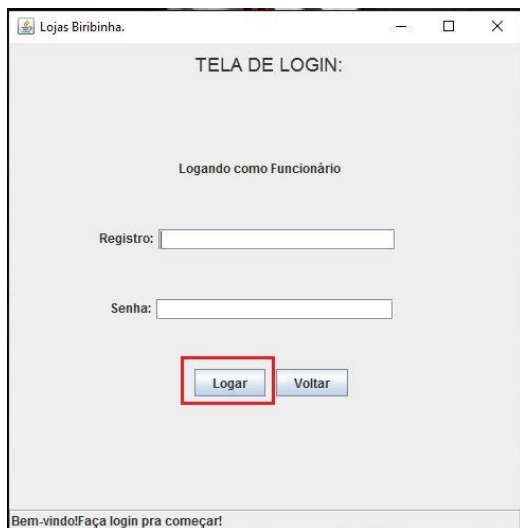 Lojas Biribinha.
TELA DE LOGIN:
Logando como Funcionário
Registro:
Senha:
Logar Voltar
Bem-vindo!Faça login pra começar!